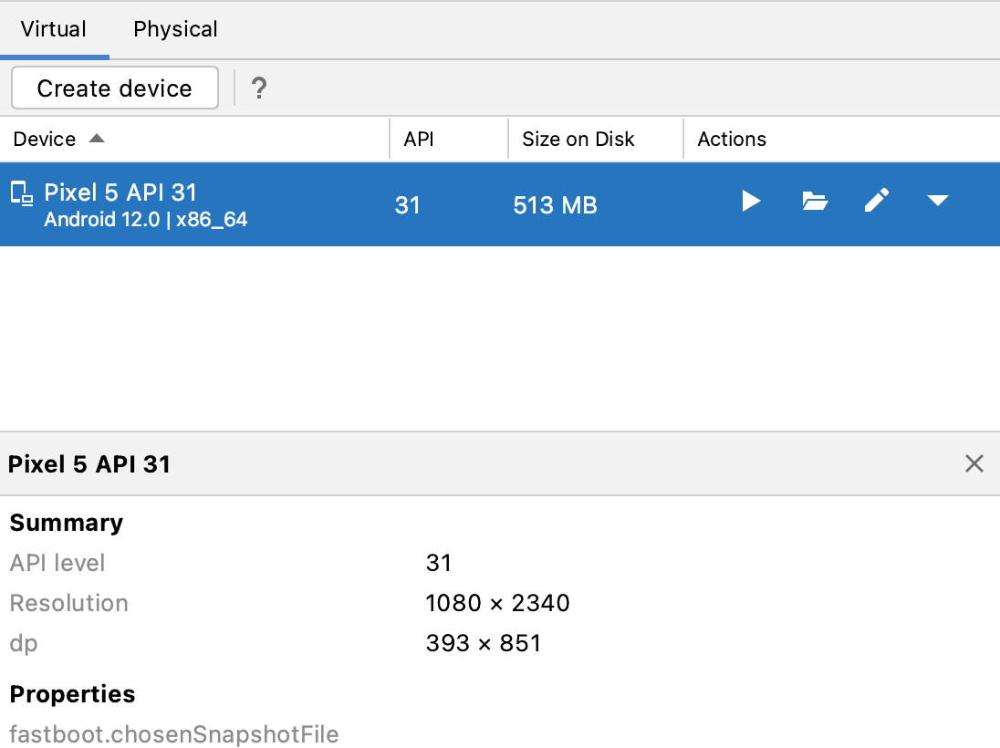 Virtual Physical
Create device ?
Device API Size on Disk Actions
Pixel 5 API 31 31 513 MB
Android 12.0 | x86_64
Pixel 5 API 31
Summary
API level 31
Resolution 1080 × 2340
dp 393 × 851
Properties
fastboot.chosenSnapshotFile